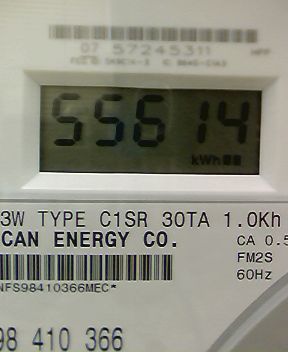 07 57245311
55614
kWh
3W TYPE C1SR 30TA 1.0Kh
CAN ENERGY CO.
CA 0.5
FM2S
60Hz
NFS98410366MEC*
98 410 366